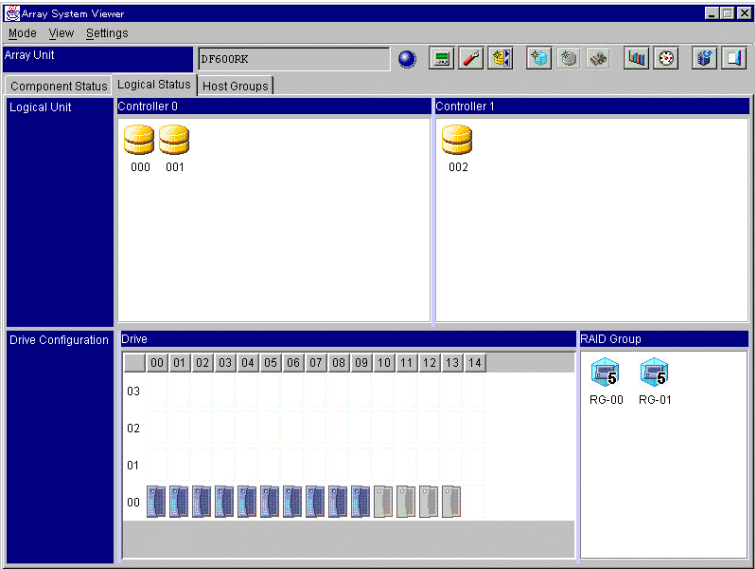 Array System Viewer
Mode View Settings
Array Unit
DF600RK
Component Status Logical Status Host Groups
Logical Unit
Controller 0
Controller 1
000 001
002
Drive Configuration
Drive
RAID Group
00 01 02 03 04 05 06 07 08 09 10 11 12 13 14
03
02
01
00
5 5
RG-00 RG-01